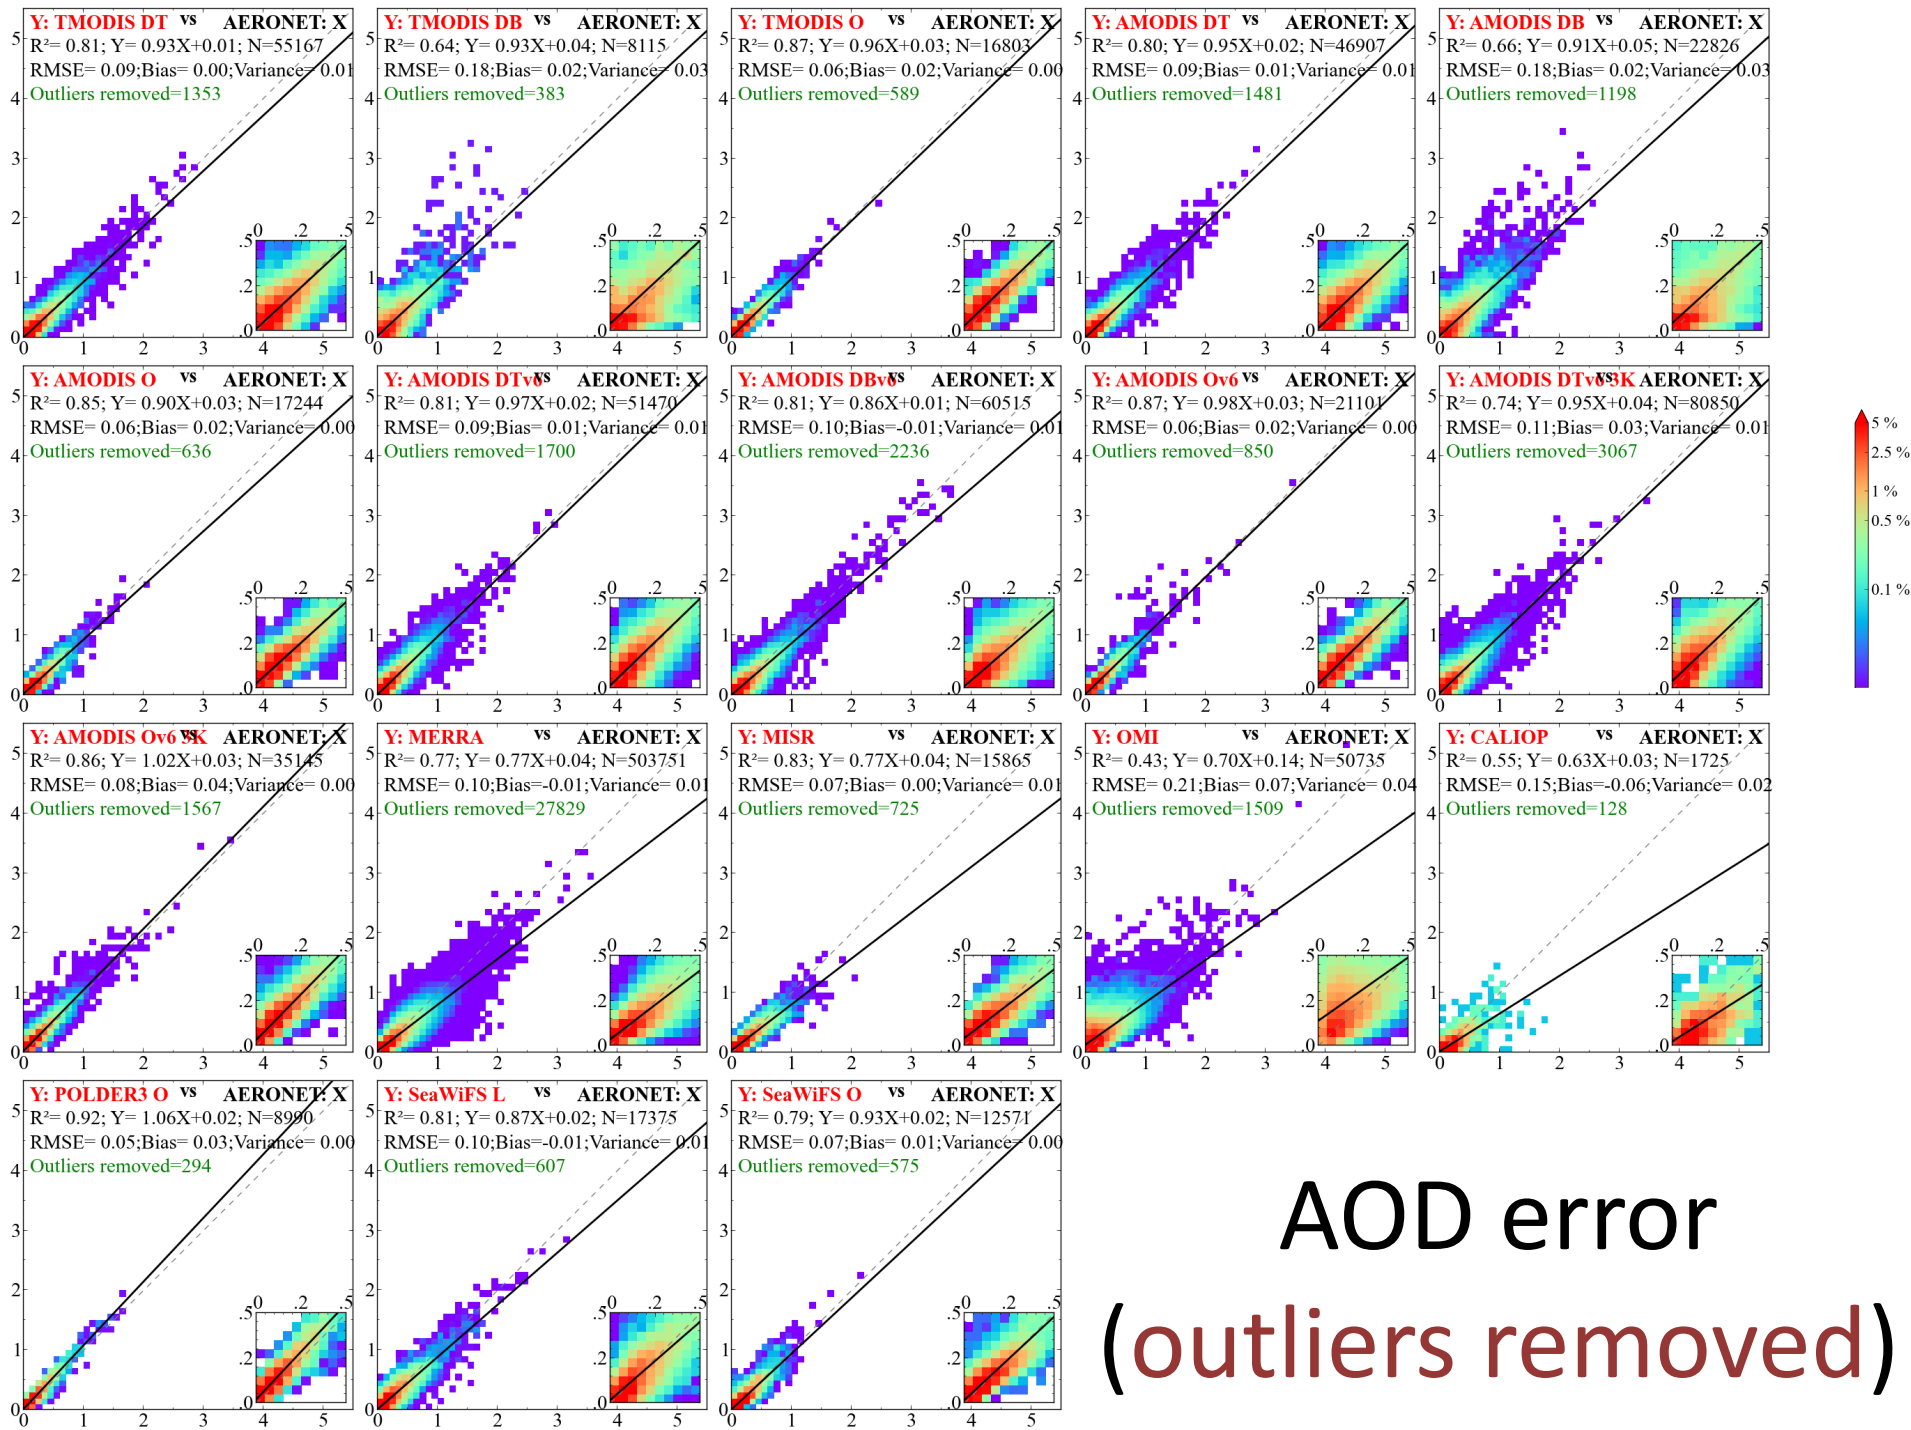 Y: TMODIS DT vs AERONET: X
R²= 0.81; Y= 0.93X+0.01; N=55167
RMSE= 0.09;Bias= 0.00;Variance= 0.01
Outliers removed=1353
Y: TMODIS DB vs AERONET: X
R²= 0.64; Y= 0.93X+0.04; N=8115
RMSE= 0.18;Bias= 0.02;Variance= 0.03
Outliers removed=383
Y: TMODIS O vs AERONET: X
R²= 0.87; Y= 0.96X+0.03; N=16803
RMSE= 0.06;Bias= 0.02;Variance= 0.00
Outliers removed=589
Y: AMODIS DT vs AERONET: X
R²= 0.80; Y= 0.95X+0.02; N=46907
RMSE= 0.09;Bias= 0.01;Variance= 0.01
Outliers removed=1481
Y: AMODIS DB vs AERONET: X
R²= 0.66; Y= 0.91X+0.05; N=22826
RMSE= 0.18;Bias= 0.02;Variance= 0.03
Outliers removed=1198
Y: AMODIS O vs AERONET: X
R²= 0.85; Y= 0.90X+0.03; N=17244
RMSE= 0.06;Bias= 0.02;Variance= 0.00
Outliers removed=636
Y: AMODIS DTv6 vs AERONET: X
R²= 0.81; Y= 0.97X+0.02; N=51470
RMSE= 0.09;Bias= 0.01;Variance= 0.01
Outliers removed=1700
Y: AMODIS DBv6 vs AERONET: X
R²= 0.81; Y= 0.86X+0.01; N=60515
RMSE= 0.10;Bias=-0.01;Variance= 0.01
Outliers removed=2236
Y: AMODIS Ov6 vs AERONET: X
R²= 0.87; Y= 0.98X+0.03; N=21101
RMSE= 0.06;Bias= 0.02;Variance= 0.00
Outliers removed=850
Y: AMODIS DTv6 3K vs AERONET: X
R²= 0.74; Y= 0.95X+0.04; N=80850
RMSE= 0.11;Bias= 0.03;Variance= 0.01
Outliers removed=3067
5 %
2.5 %
1 %
0.5 %
0.1 %
Y: AMODIS Ov6 3K vs AERONET: X
R²= 0.86; Y= 1.02X+0.03; N=35145
RMSE= 0.08;Bias= 0.04;Variance= 0.00
Outliers removed=1567
Y: MERRA vs AERONET: X
R²= 0.77; Y= 0.77X+0.04; N=503751
RMSE= 0.10;Bias=-0.01;Variance= 0.01
Outliers removed=27829
Y: MISR vs AERONET: X
R²= 0.83; Y= 0.77X+0.04; N=15865
RMSE= 0.07;Bias= 0.00;Variance= 0.01
Outliers removed=725
Y: OMI vs AERONET: X
R²= 0.43; Y= 0.70X+0.14; N=50735
RMSE= 0.21;Bias= 0.07;Variance= 0.04
Outliers removed=1509
Y: CALIOP vs AERONET: X
R²= 0.55; Y= 0.63X+0.03; N=1725
RMSE= 0.15;Bias=-0.06;Variance= 0.02
Outliers removed=128
Y: POLDER3 O vs AERONET: X
R²= 0.92; Y= 1.06X+0.02; N=8990
RMSE= 0.05;Bias= 0.03;Variance= 0.00
Outliers removed=294
Y: SeaWiFS L vs AERONET: X
R²= 0.81; Y= 0.87X+0.02; N=17375
RMSE= 0.10;Bias=-0.01;Variance= 0.01
Outliers removed=607
Y: SeaWiFS O vs AERONET: X
R²= 0.79; Y= 0.93X+0.02; N=12571
RMSE= 0.07;Bias= 0.01;Variance= 0.00
Outliers removed=575
AOD error
(outliers removed)